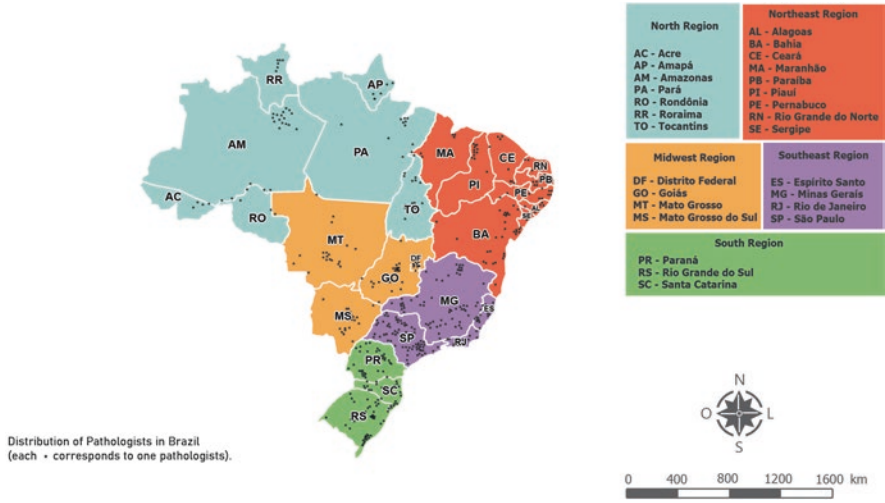 North Region
AC - Acre
AP - Amapá
AM - Amazonas
PA - Pará
RO - Rondônia
RR - Roraima
TO - Tocantins
Northeast Region
AL - Alagoas
BA - Bahia
CE - Ceará
MA - Maranhão
PB - Paraíba
PI - Piauí
PE - Pernabuco
RN - Rio Grande do Norte
SE - Sergipe
Midwest Region
DF - Distrito Federal
GO - Goiás
MT - Mato Grosso
MS - Mato Grosso do Sul
Southeast Region
ES - Espírito Santo
MG - Minas Gerais
RJ - Rio de Janeiro
SP - São Paulo
South Region
PR - Paraná
RS - Rio Grande do Sul
SC - Santa Catarina
RR
AP
AM
PA
MA
CE
RN
PB
PI
PE
AL
SE
AC
RO
TO
BA
MT
DF
GO
MG
ES
MS
SP
RJ
PR
SC
RS
N
O L
S
Distribution of Pathologists in Brazil
(each • corresponds to one pathologists).
0 400 800 1200 1600 km